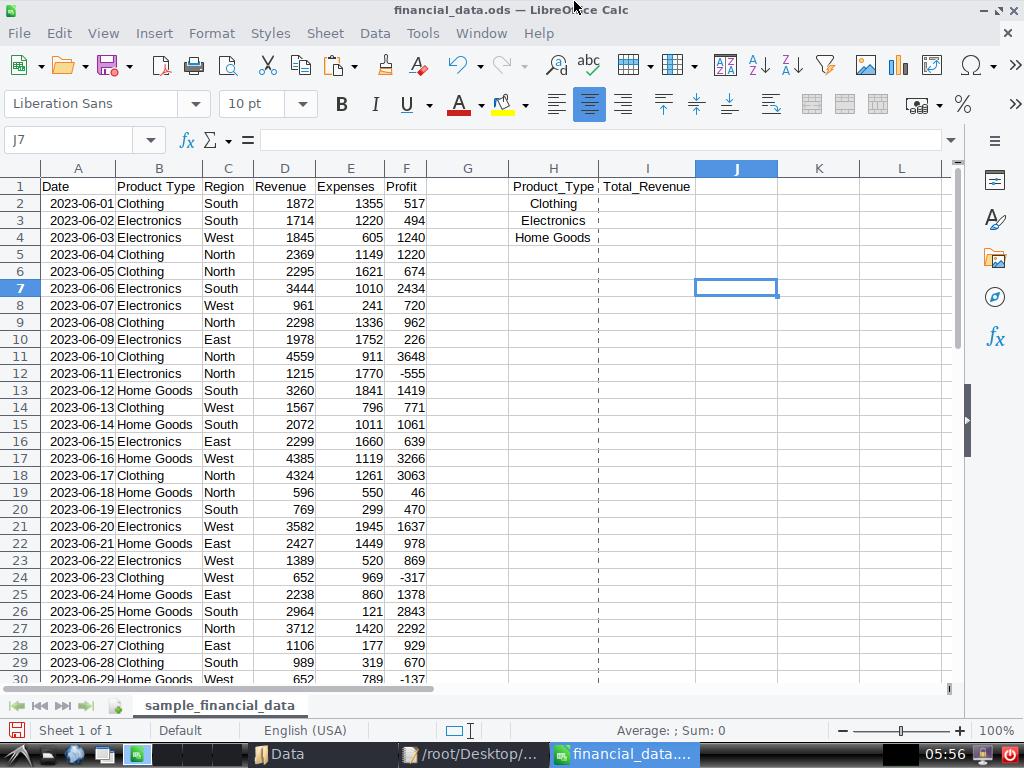 financial_data.ods — LibreOffice Calc
File Edit View Insert Format Styles Sheet Data Tools Window Help
Liberation Sans 10 pt B I U A %
J7 fx Σ =
A B C D E F G H I J K L
1 Date Product Type Region Revenue Expenses Profit Product_Type Total_Revenue
2 2023-06-01 Clothing South 1872 1355 517 Clothing
3 2023-06-02 Electronics South 1714 1220 494 Electronics
4 2023-06-03 Electronics West 1845 605 1240 Home Goods
5 2023-06-04 Clothing North 2369 1149 1220
6 2023-06-05 Clothing North 2295 1621 674
7 2023-06-06 Electronics South 3444 1010 2434
8 2023-06-07 Electronics West 961 241 720
9 2023-06-08 Clothing North 2298 1336 962
10 2023-06-09 Electronics East 1978 1752 226
11 2023-06-10 Clothing North 4559 911 3648
12 2023-06-11 Electronics North 1215 1770 -555
13 2023-06-12 Home Goods South 3260 1841 1419
14 2023-06-13 Clothing West 1567 796 771
15 2023-06-14 Home Goods South 2072 1011 1061
16 2023-06-15 Electronics East 2299 1660 639
17 2023-06-16 Home Goods West 4385 1119 3266
18 2023-06-17 Clothing North 4324 1261 3063
19 2023-06-18 Home Goods North 596 550 46
20 2023-06-19 Electronics South 769 299 470
21 2023-06-20 Electronics West 3582 1945 1637
22 2023-06-21 Home Goods East 2427 1449 978
23 2023-06-22 Electronics West 1389 520 869
24 2023-06-23 Clothing West 652 969 -317
25 2023-06-24 Home Goods East 2238 860 1378
26 2023-06-25 Home Goods South 2964 121 2843
27 2023-06-26 Electronics North 3712 1420 2292
28 2023-06-27 Clothing East 1106 177 929
29 2023-06-28 Clothing South 989 319 670
30 2023-06-29 Home Goods West 652 789 -137
sample_financial_data
Sheet 1 of 1 Default English (USA) Average: ; Sum: 0 100%
Data /root/Desktop/... financial_data.... 05:56